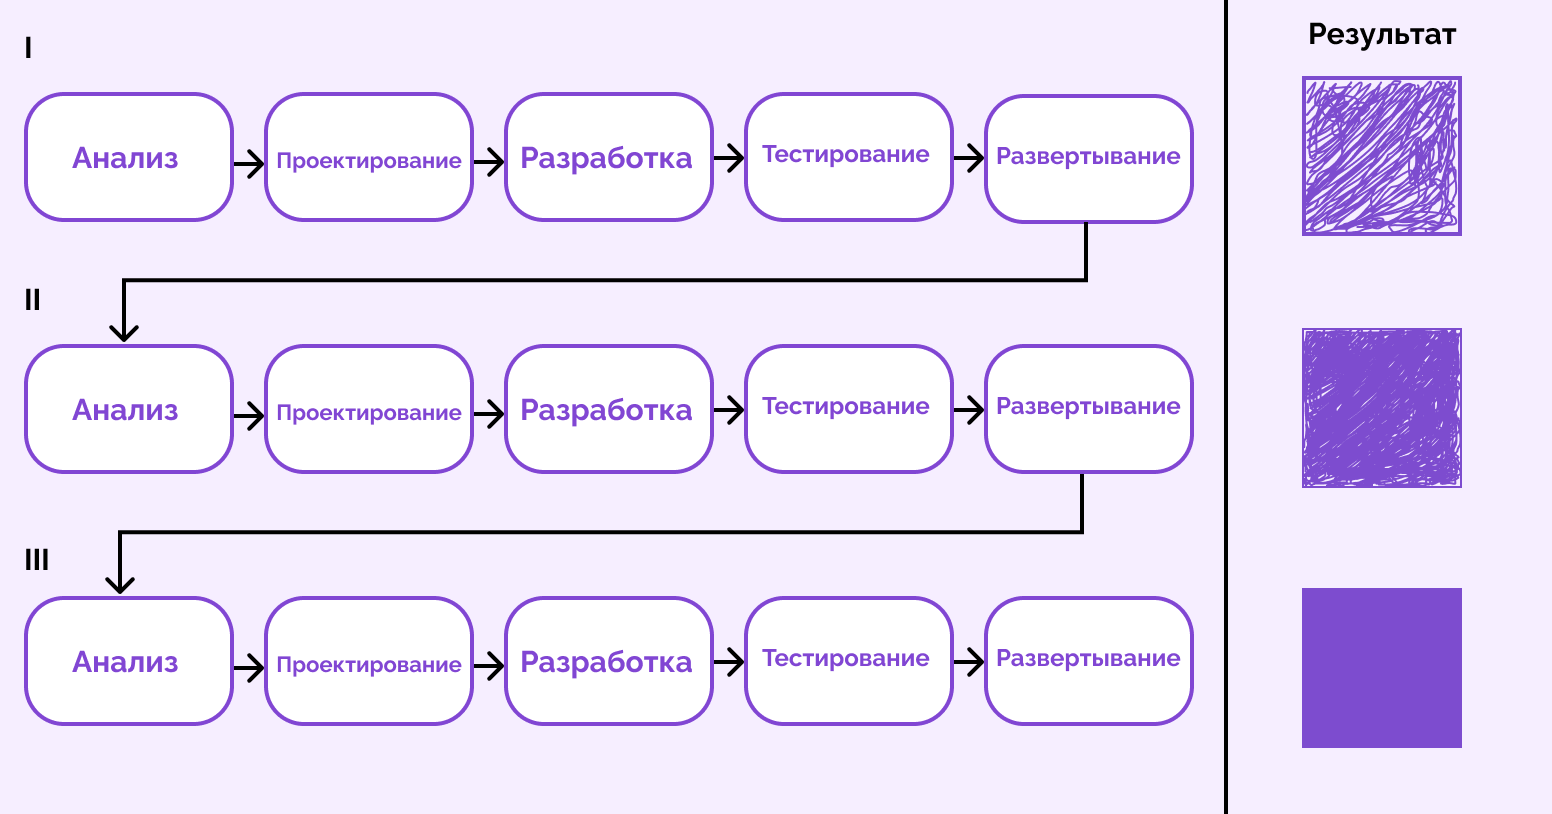 I
Результат
Анализ
Проектирование
Разработка
Тестирование
Развертывание
II
Анализ
Проектирование
Разработка
Тестирование
Развертывание
III
Анализ
Проектирование
Разработка
Тестирование
Развертывание